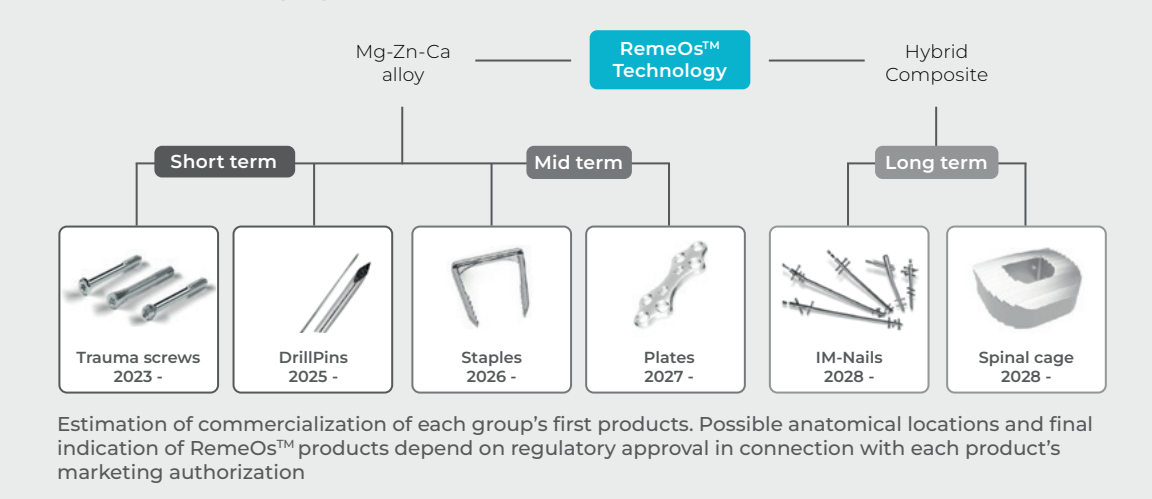 Mg-Zn-Ca
alloy
RemeOs™
Technology
Hybrid
Composite
Short term
Mid term
Long term
Trauma screws
2023 -
DrillPins
2025 -
Staples
2026 -
Plates
2027 -
IM-Nails
2028 -
Spinal cage
2028 -
Estimation of commercialization of each group’s first products. Possible anatomical locations and final
indication of RemeOs™ products depend on regulatory approval in connection with each product’s
marketing authorization